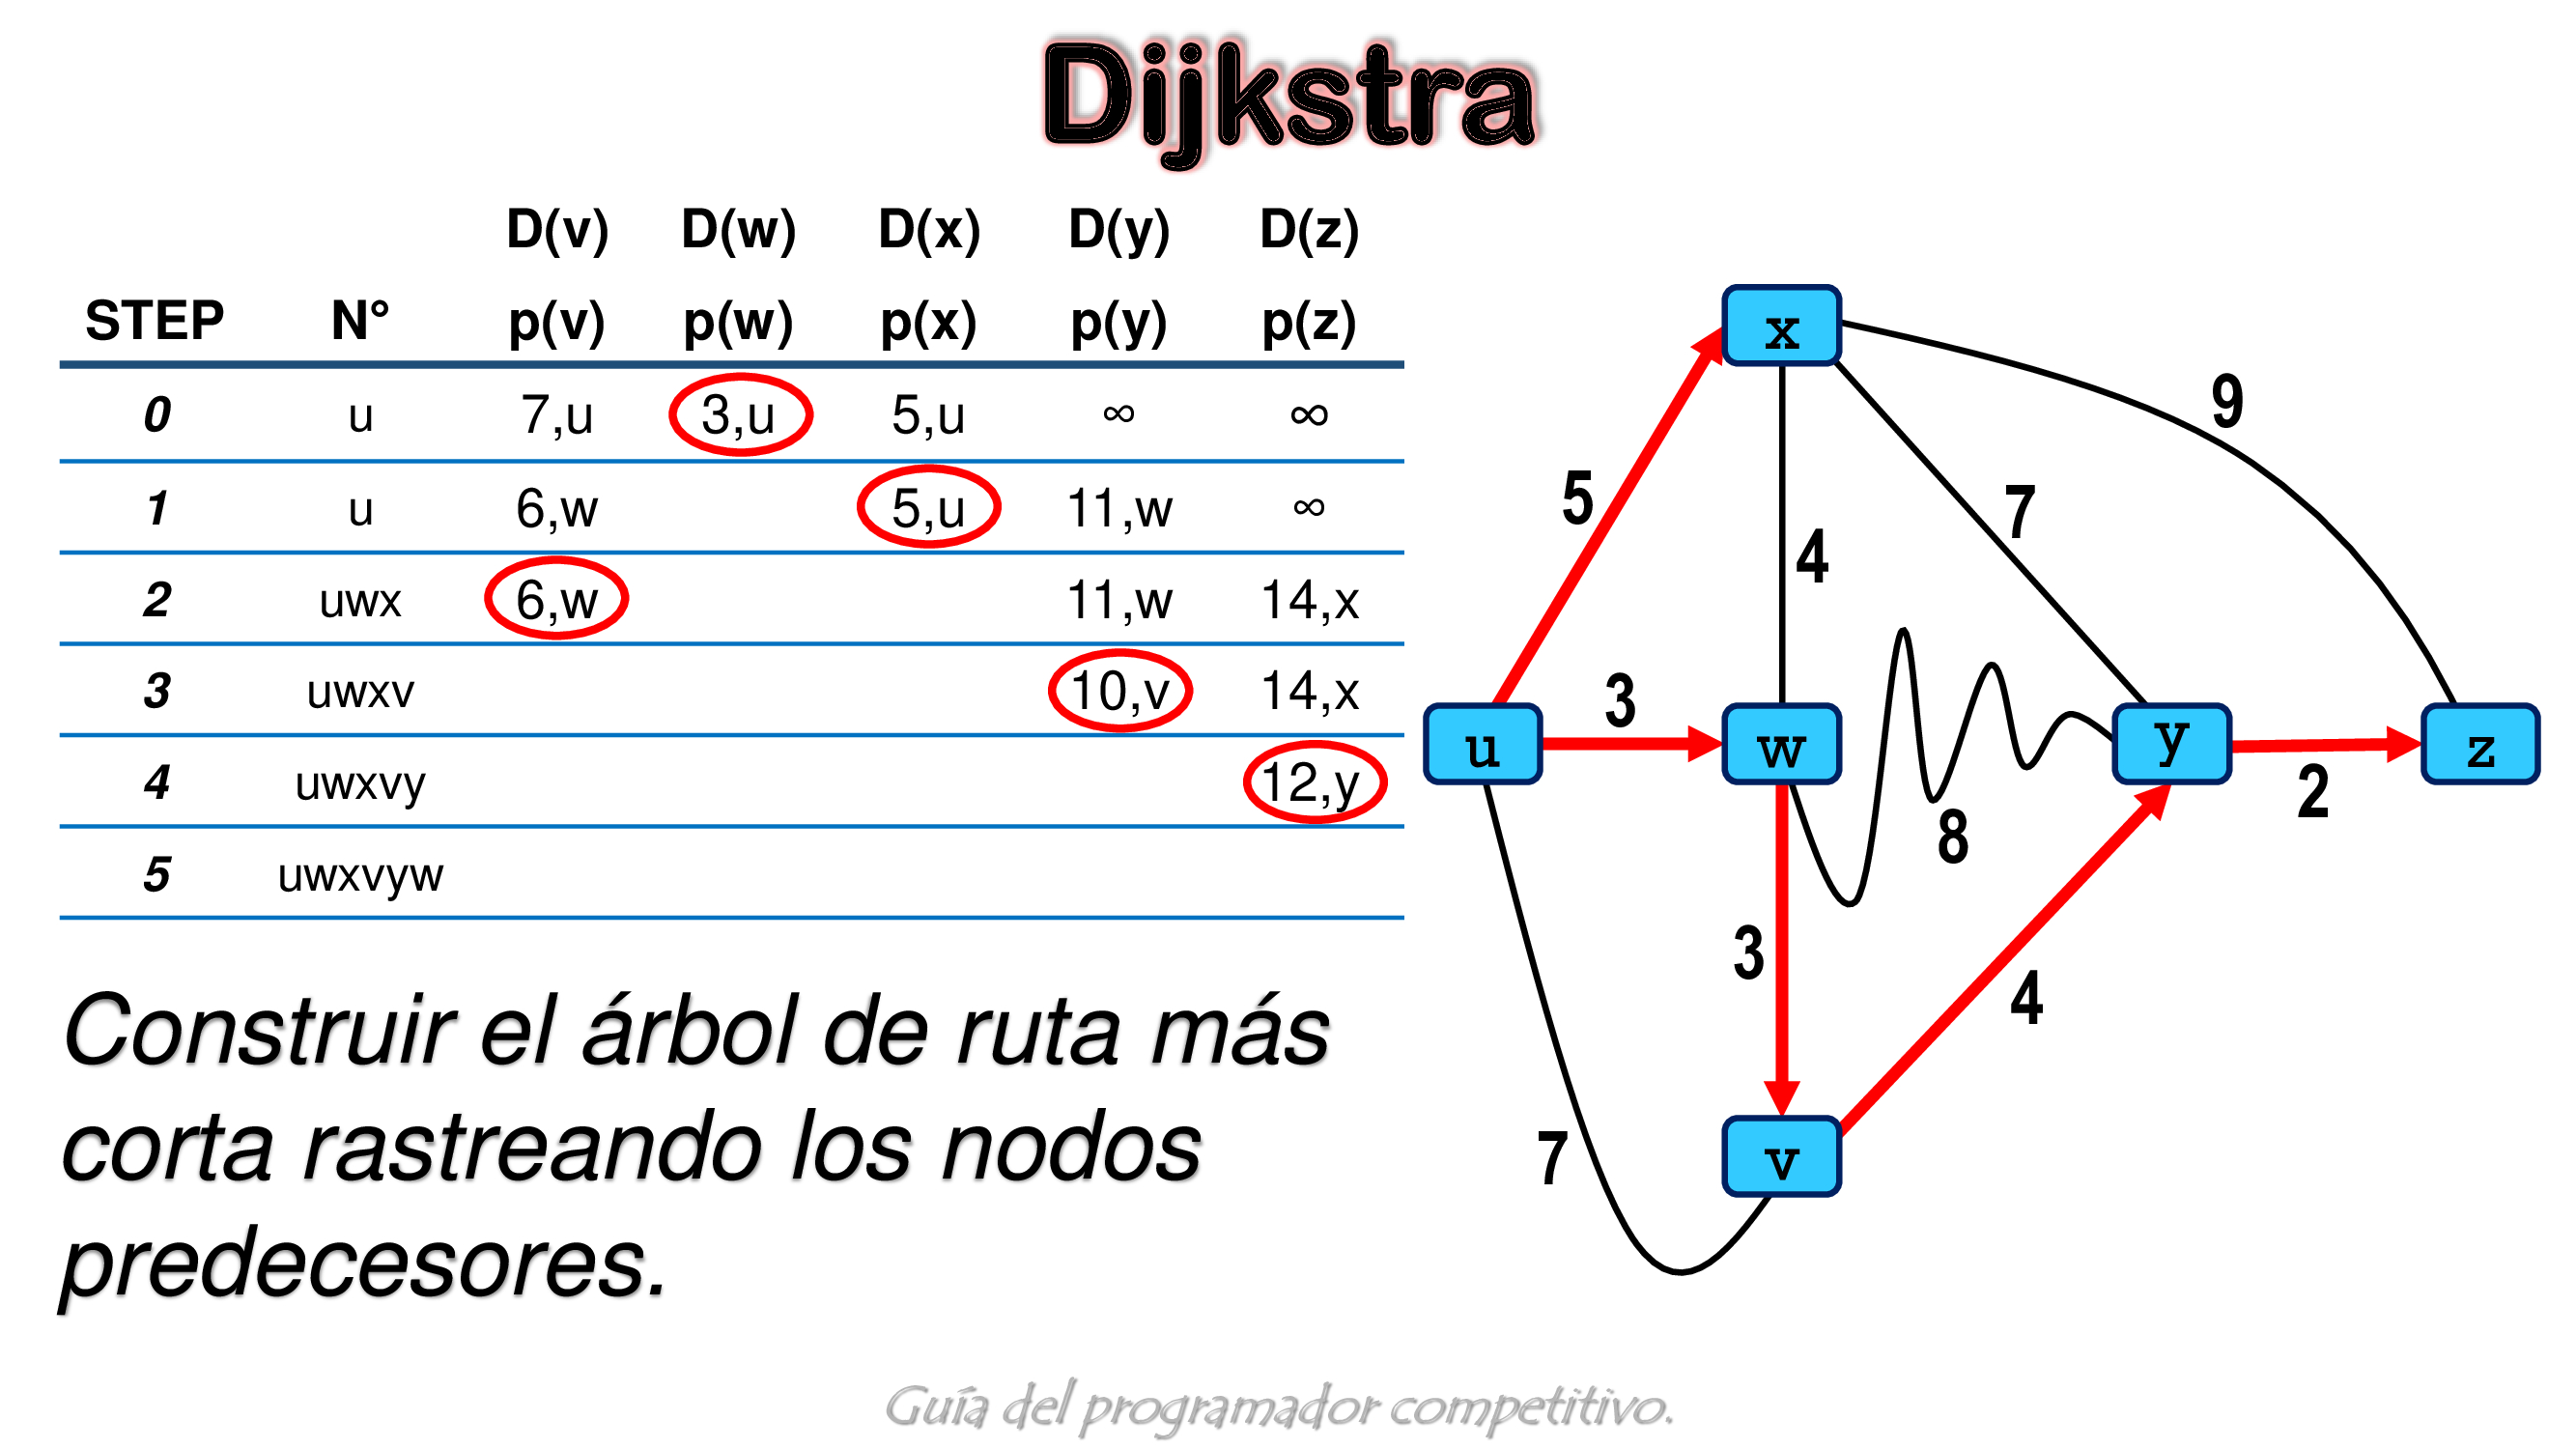 Dijkstra
D(v) D(w) D(x) D(y) D(z)
STEP N° p(v) p(w) p(x) p(y) p(z)
0 u 7,u 3,u 5,u ∞ ∞
1 u 6,w 5,u 11,w ∞
2 uwx 6,w 11,w 14,x
3 uwxv 10,v 14,x
4 uwxvy 12,y
5 uwxvyw
Construir el árbol de ruta más
corta rastreando los nodos
predecesores.
x
9
5
7
4
3
u
w
y
z
2
8
3
4
7
v
Guía del programador competitivo.